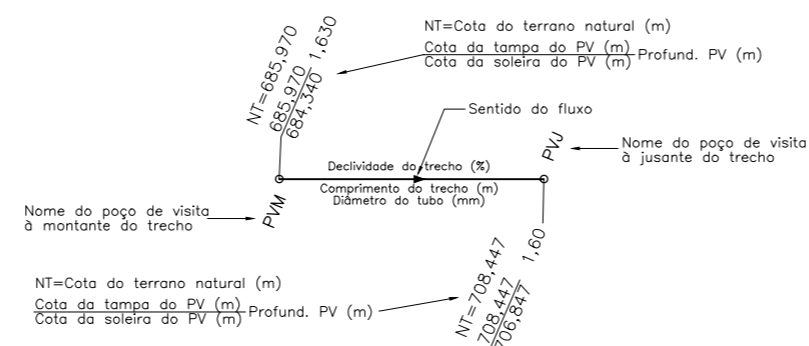 NT=685,970
685,970
684,340
1,630
NT=Cota do terrano natural (m)
Cota da tampa do PV (m)
Cota da soleira do PV (m)
Profund. PV (m)
Sentido do fluxo
PVJ
Nome do poço de visita
à jusante do trecho
Declividade do trecho (%)
Comprimento do trecho (m)
Diâmetro do tubo (mm)
Nome do poço de visita
à montante do trecho
PVM
NT=Cota do terrano natural (m)
Cota da tampa do PV (m)
Cota da soleira do PV (m)
Profund. PV (m)
NT=708,447
708,447
706,847
1,60